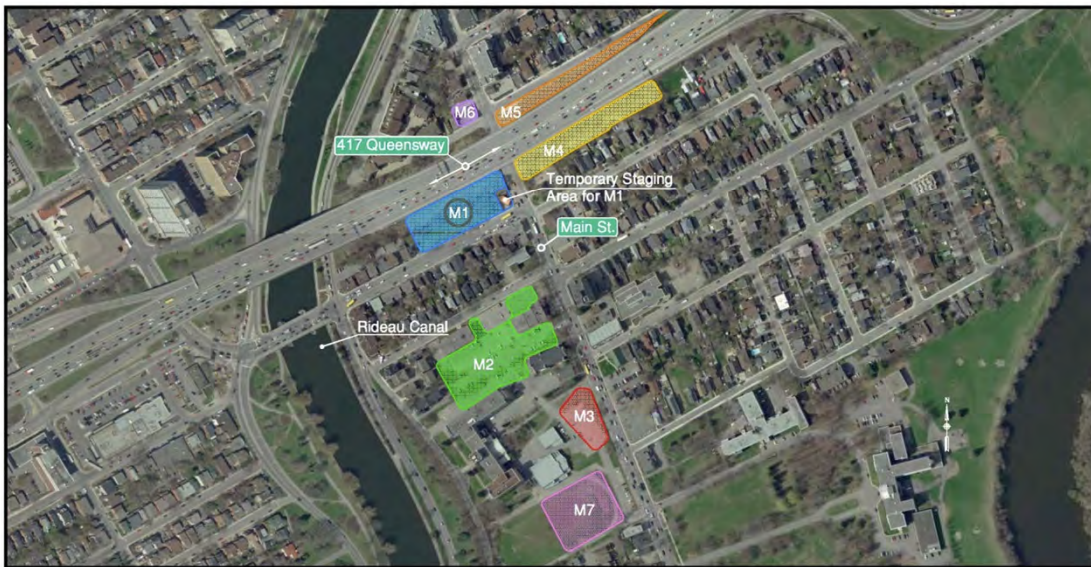 M6
M5
417 Queensway
M4
Temporary Staging
Area for M1
M1
Main St.
Rideau Canal
M2
M3
N
M7